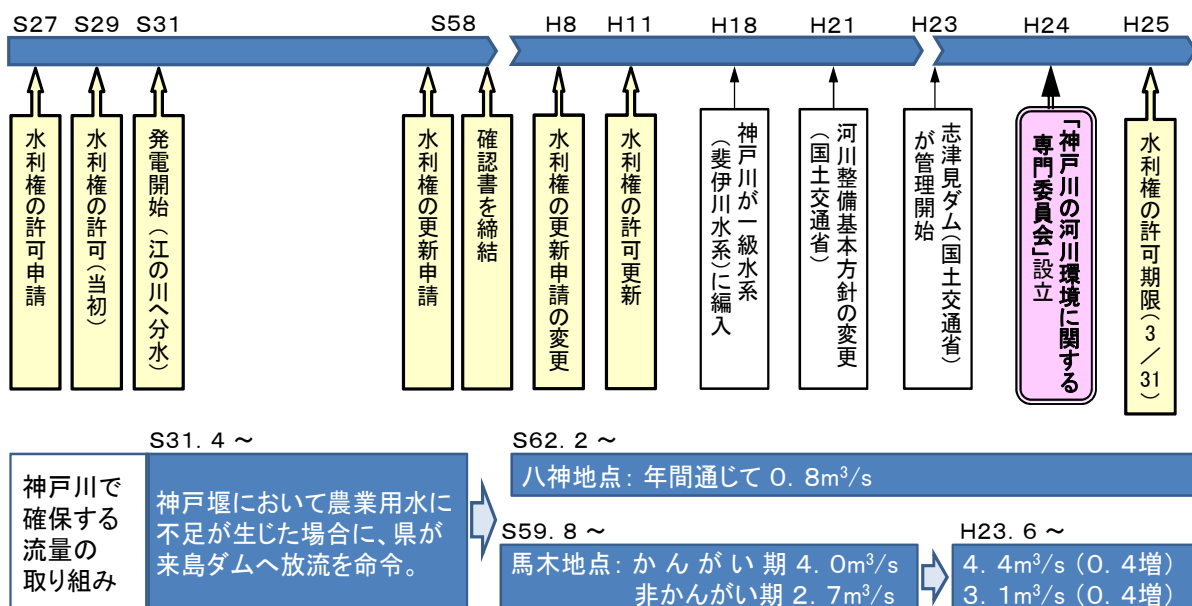 S27 S29 S31 S58 H8 H11 H18 H21 H23 H24 H25
水利権の許可申請
水利権の許可(当初)
発電開始(江の川へ分水)
水利権の更新申請
確認書を締結
水利権の更新申請の変更
水利権の許可更新
神戸川が一級水系
(斐伊川水系)に編入
河川整備基本方針の変更
(国土交通省)
志津見ダム(国土交通省)
が管理開始
「神戸川の河川環境に関する
専門委員会」設立
水利権の許可期限(3/31)
神戸川で
確保する
流量の
取り組み
S31.4~
神戸堰において農業用水に
不足が生じた場合に、県が
来島ダムへ放流を命令。
S62.2~
八神地点:年間通じて0.8m³/s
S59.8~
馬木地点:かんがい期4.0m³/s
非かんがい期2.7m³/s
H23.6~
4.4m³/s(0.4増)
3.1m³/s(0.4増)